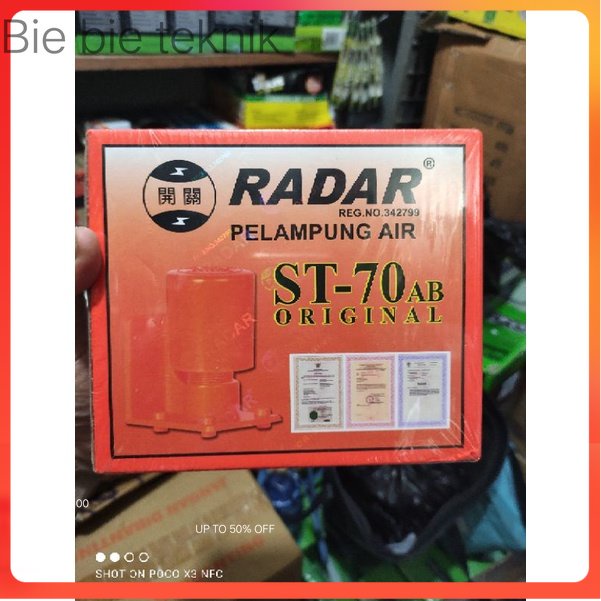 Bie bie teknik
開關
RADAR®
REG.NO.342799
PELAMPUNG AIR
ST-70AB
ORIGINAL
00
UP TO 50% OFF
SHOT ON POCO X3 NFC